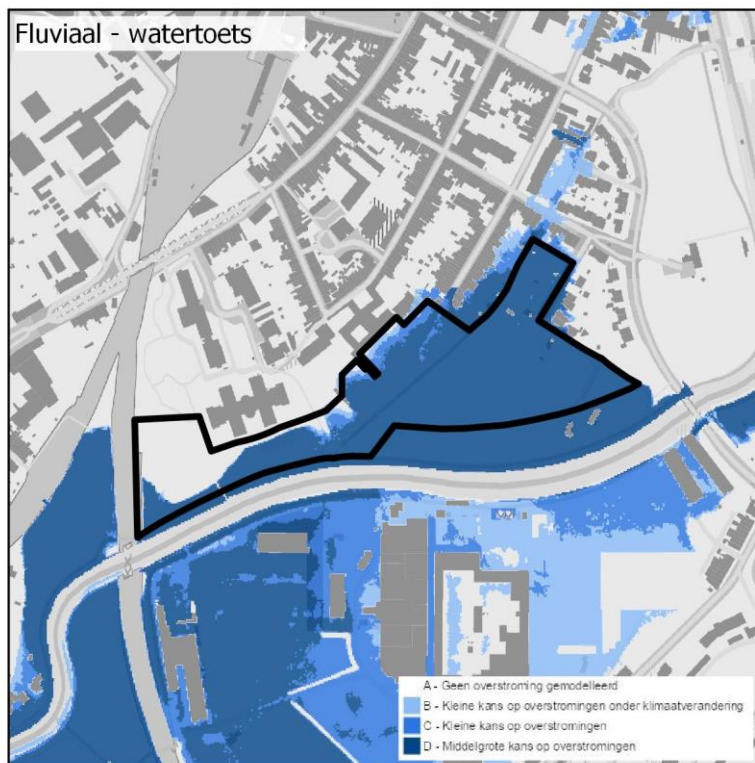 Fluviaal - watertoets
A - Geen overstroming gemodelleerd
B - Kleine kans op overstromingen onder klimaatverandering
C - Kleine kans op overstromingen
D - Middelgrote kans op overstromingen